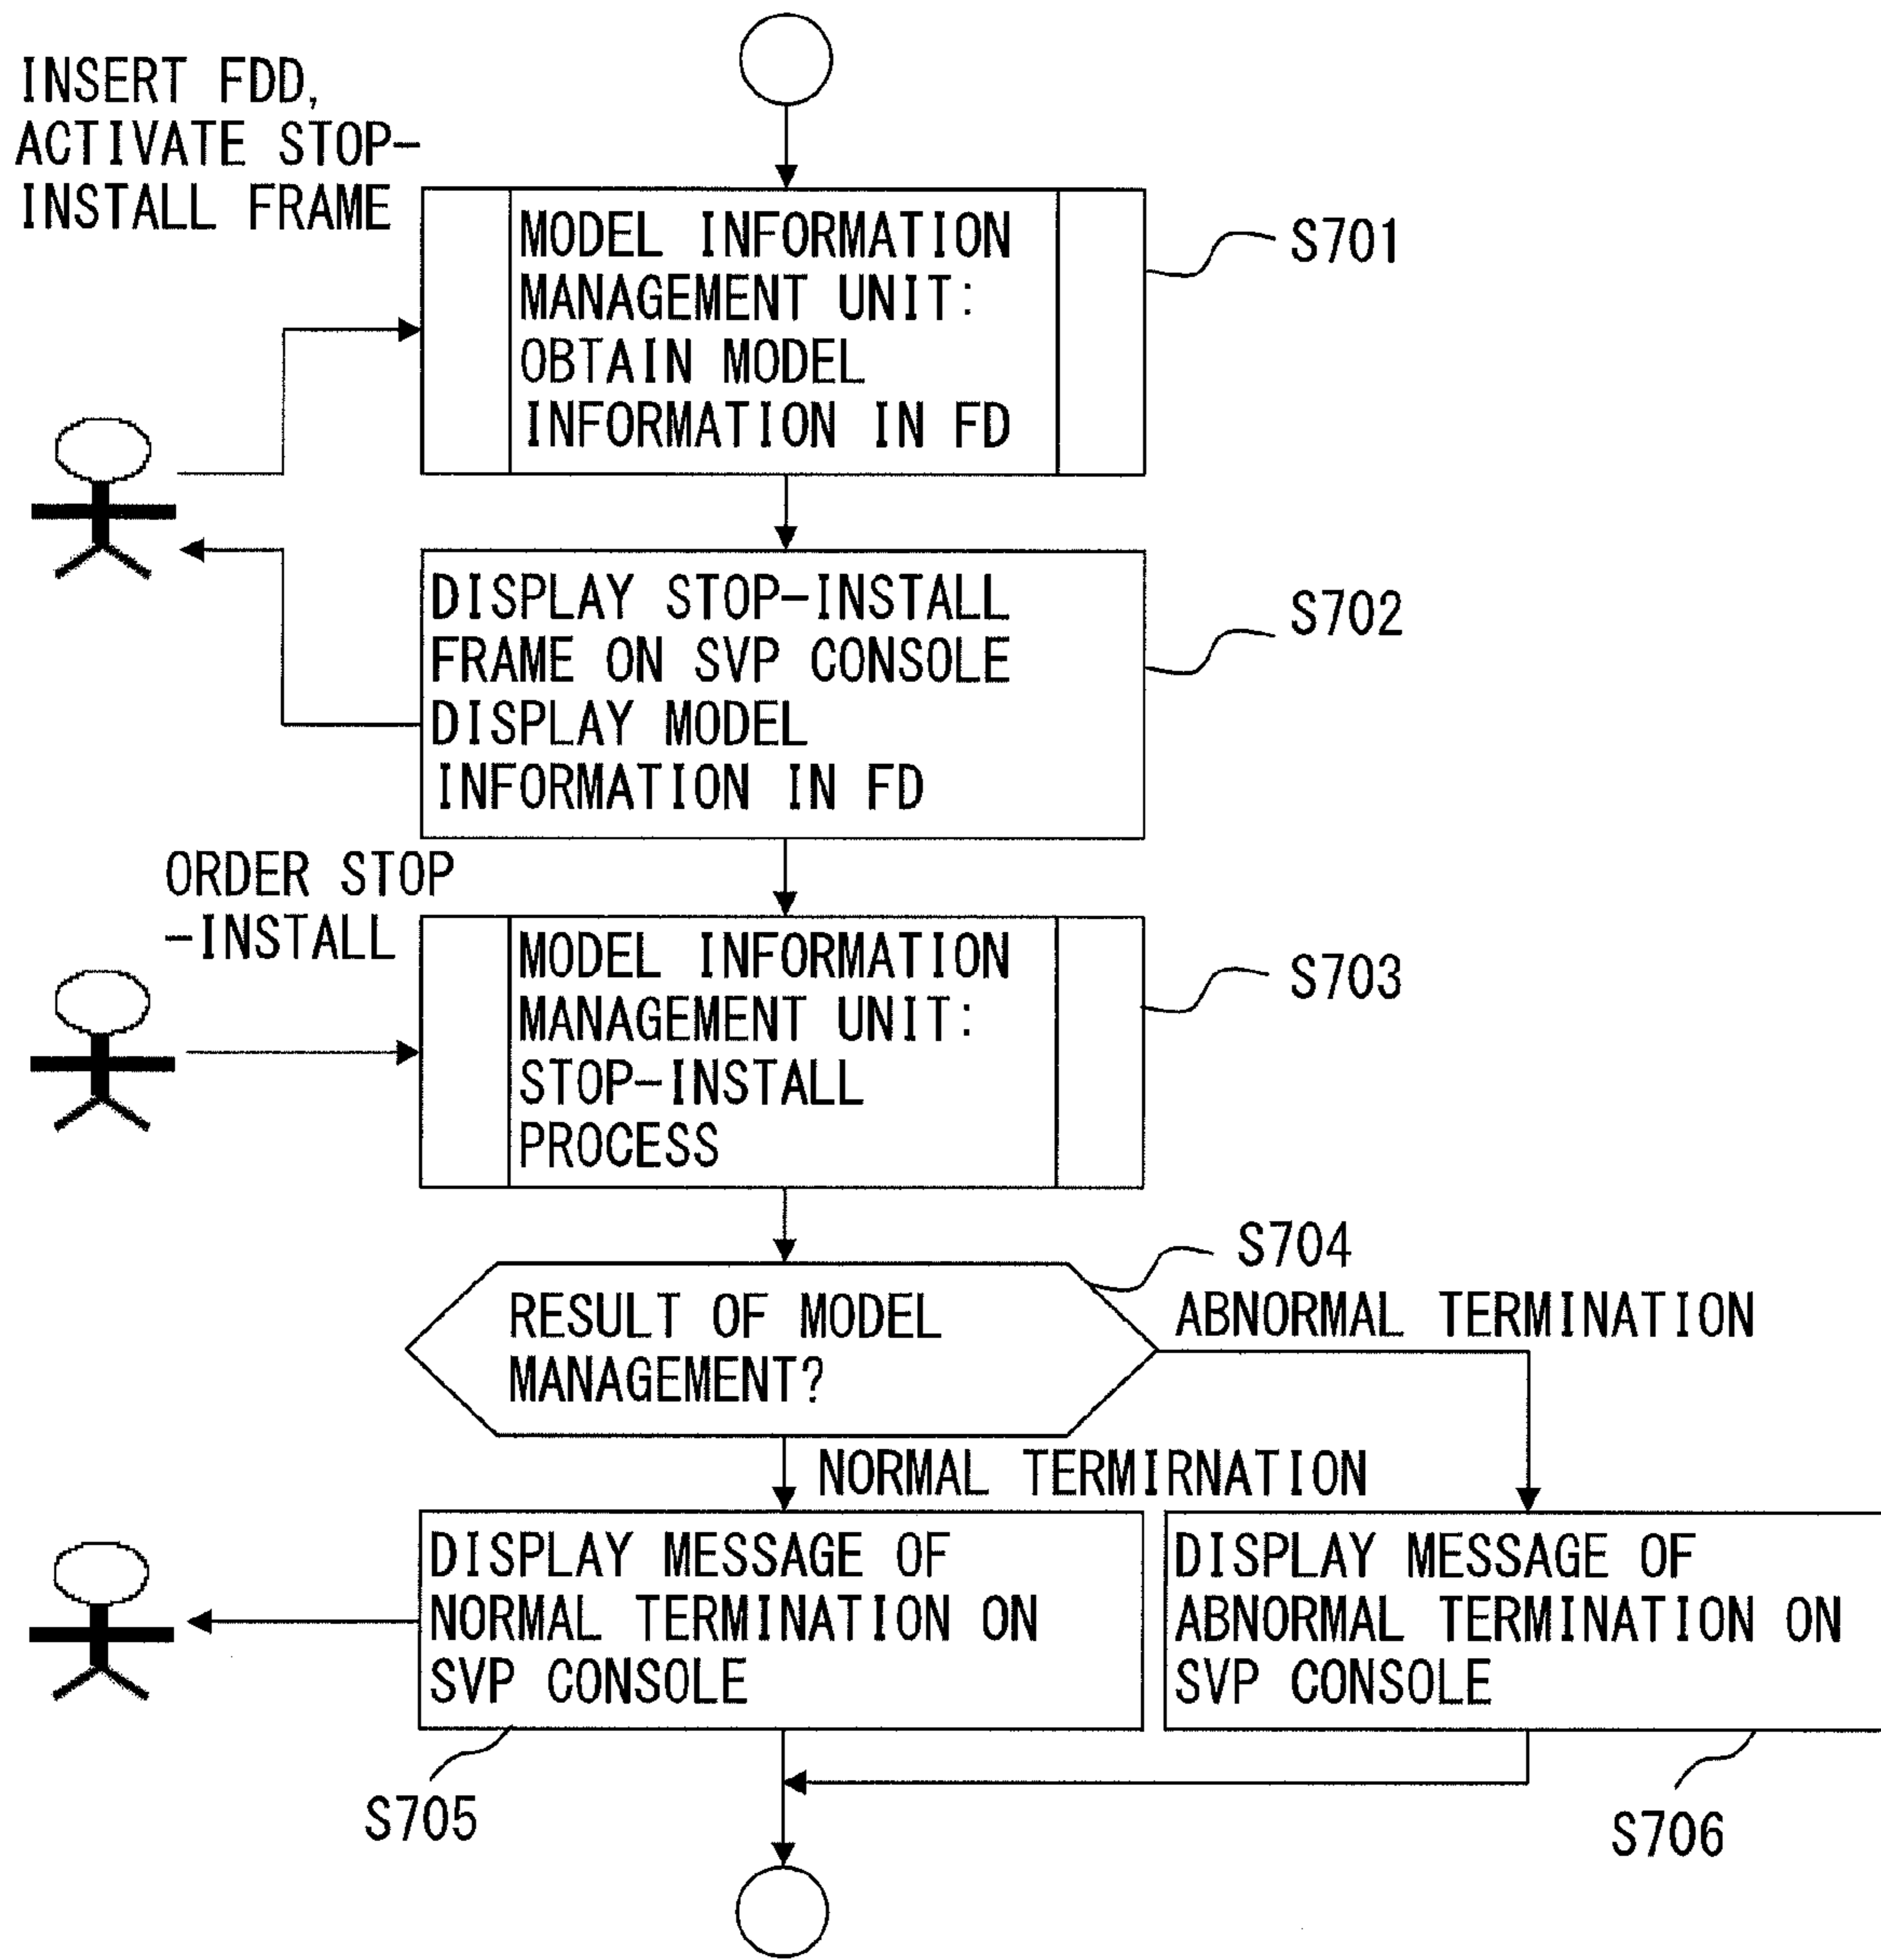 INSERT FDD,
ACTIVATE STOP-
INSTALL FRAME
MODEL INFORMATION
MANAGEMENT UNIT:
OBTAIN MODEL
INFORMATION IN FD
S701
DISPLAY STOP-INSTALL
FRAME ON SVP CONSOLE
DISPLAY MODEL
INFORMATION IN FD
S702
ORDER STOP
-INSTALL
MODEL INFORMATION
MANAGEMENT UNIT:
STOP-INSTALL
PROCESS
S703
S704
RESULT OF MODEL
MANAGEMENT?
ABNORMAL TERMINATION
NORMAL TERMIRNATION
DISPLAY MESSAGE OF
NORMAL TERMINATION ON
SVP CONSOLE
DISPLAY MESSAGE OF
ABNORMAL TERMINATION ON
SVP CONSOLE
S705
S706